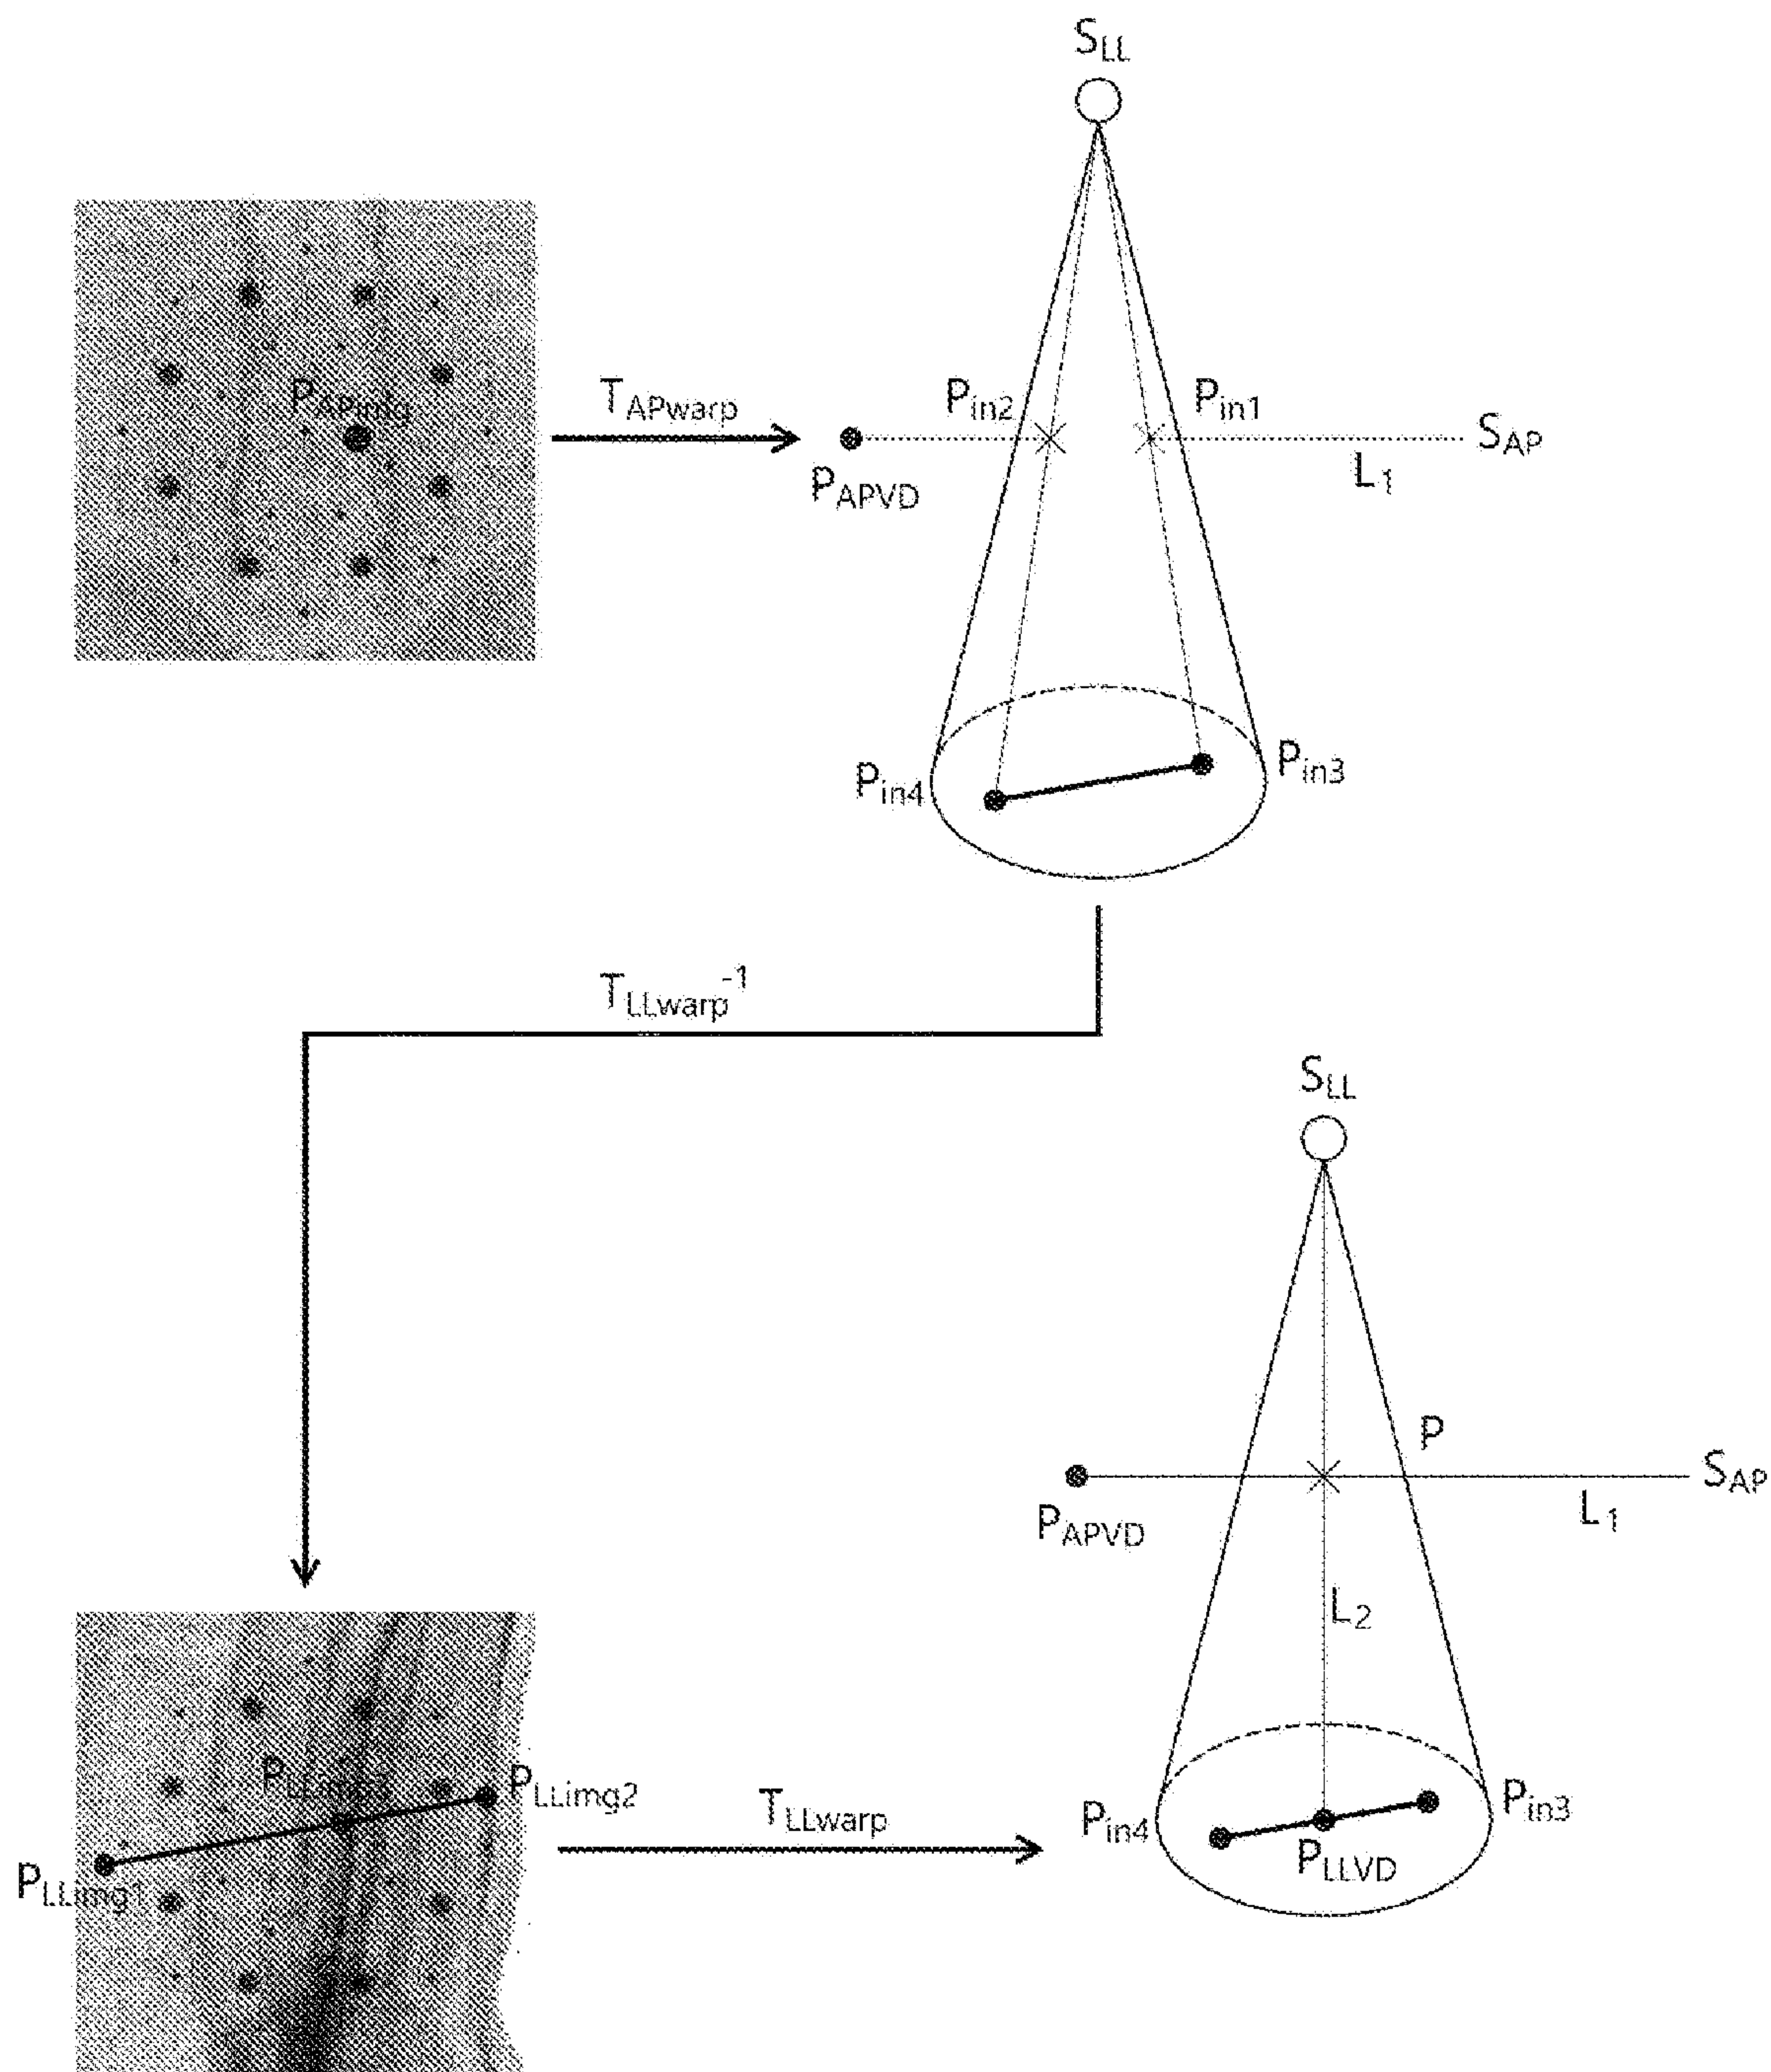 S_LL
P_APimg
T_APwarp
P_in2
P_in1
S_AP
P_APVD
L_1
P_in4
P_in3
T_LLwarp^-1
S_LL
P
S_AP
P_APVD
L_1
L_2
P_LLimg3
P_LLimg2
T_LLwarp
P_in4
P_in3
P_LLimg1
P_LLVD